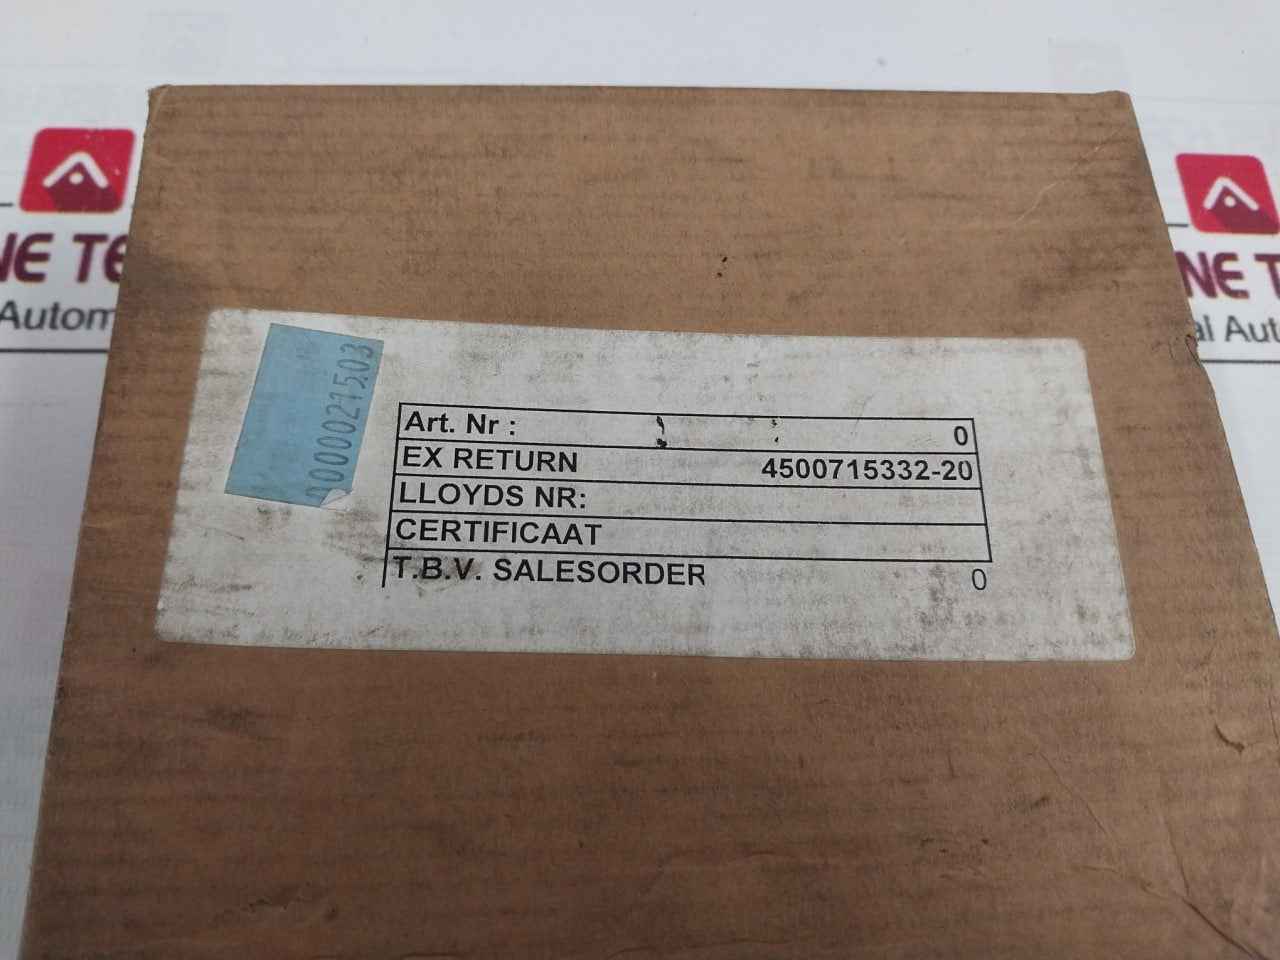 NE TE
Autom
NE T
al Aut
0000021503
Art. Nr : 0
EX RETURN 4500715332-20
LLOYDS NR:
CERTIFICAAT
T.B.V. SALESORDER 0